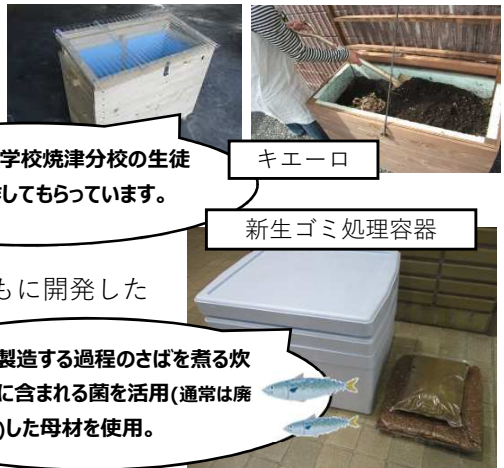 学校焼津分校の生徒
してもらっています。
キエーロ
新生ゴミ処理容器
もに開発した
製造する過程のさばを煮る炊
に含まれる菌を活用(通常は廃
)した母材を使用。